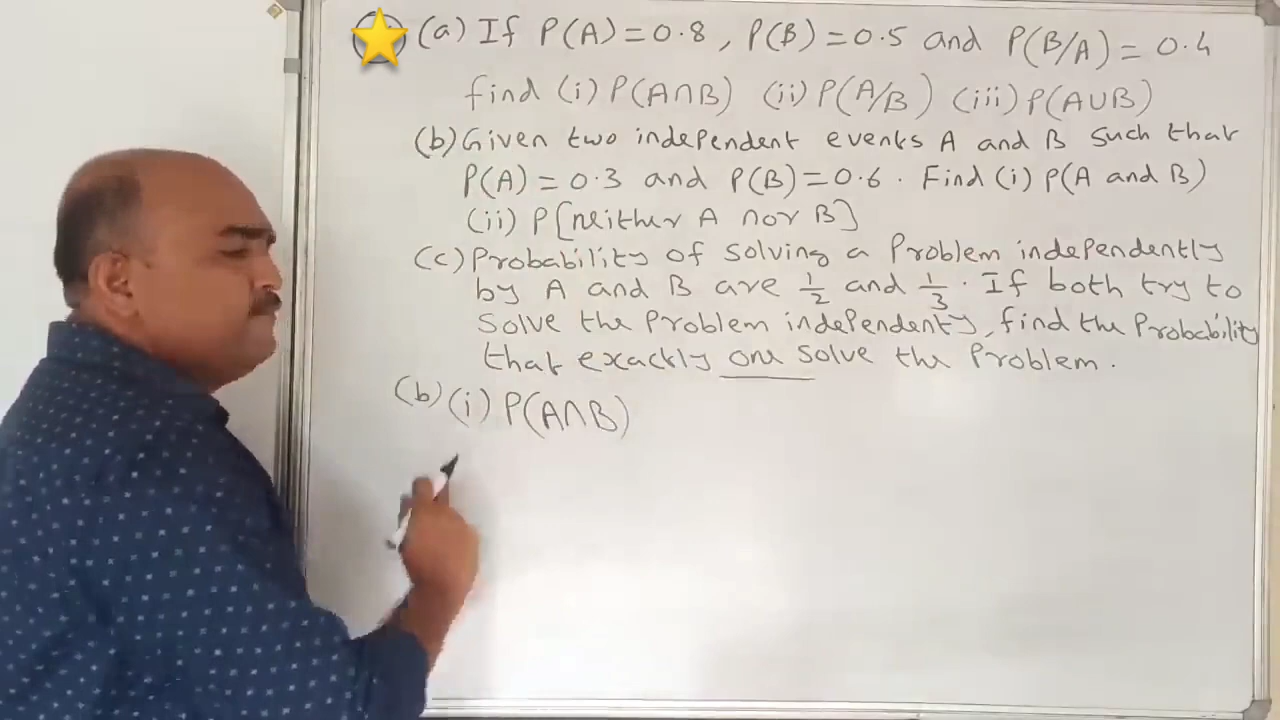 (a) If P(A) = 0.8 , P(B) = 0.5 and P(B/A) = 0.4
find (i) P(A∩B) (ii) P(A/B) (iii) P(A∪B)
(b) Given two independent events A and B such that
P(A) = 0.3 and P(B) = 0.6 . Find (i) P(A and B)
(ii) P[neither A nor B]
(c) Probability of solving a Problem independently
by A and B are 1/2 and 1/3 . If both try to
solve the Problem independenty, find the Probability
that exackly one solve the Problem .
(b) (i) P(A∩B)